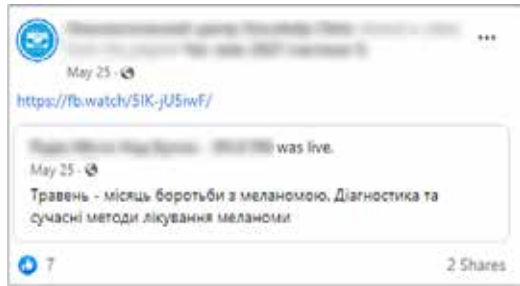 May 25
https://fb.watch/5IK-jU5iwF/
was live.
May 25
Травень - місяць боротьби з меланомою. Діагностика та
сучасні методи лікування меланоми
7
2 Shares